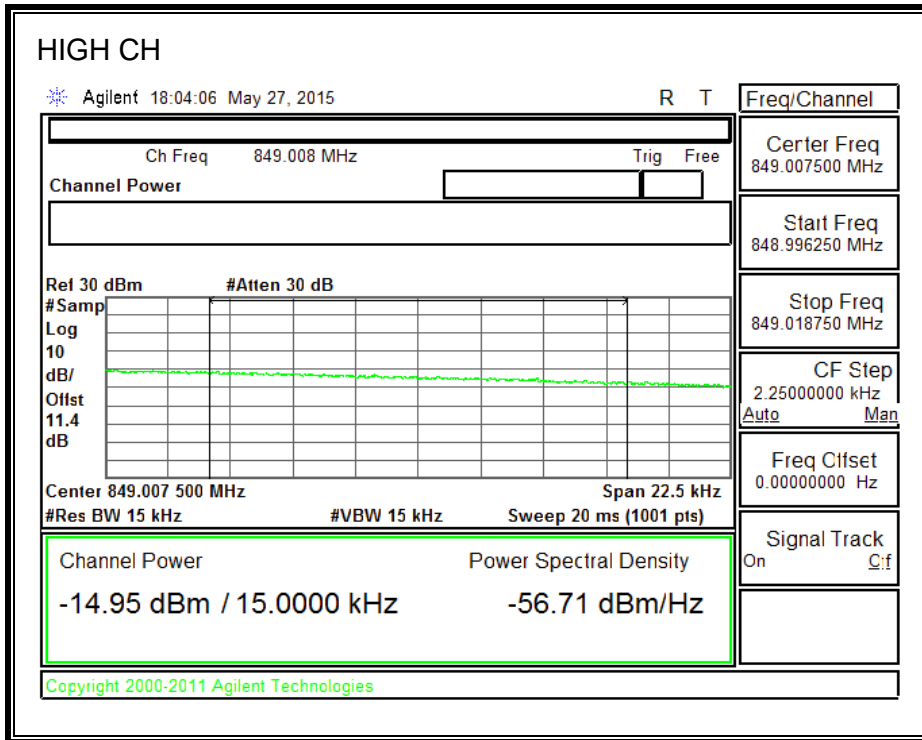 HIGH CH
Agilent 18:04:06 May 27, 2015 R T
Freq/Channel
Ch Freq 849.008 MHz Trig Free
Channel Power
Center Freq
849.007500 MHz
Start Freq
848.996250 MHz
Stop Freq
849.018750 MHz
CF Step
2.25000000 kHz
Auto Man
Freq Offset
0.00000000 Hz
Signal Track
On Off
Ref 30 dBm #Atten 30 dB
#Samp
Log
10
dB/
Offst
11.4
dB
Center 849.007 500 MHz Span 22.5 kHz
#Res BW 15 kHz #VBW 15 kHz Sweep 20 ms (1001 pts)
Channel Power Power Spectral Density
-14.95 dBm / 15.0000 kHz -56.71 dBm/Hz
Copyright 2000-2011 Agilent Technologies